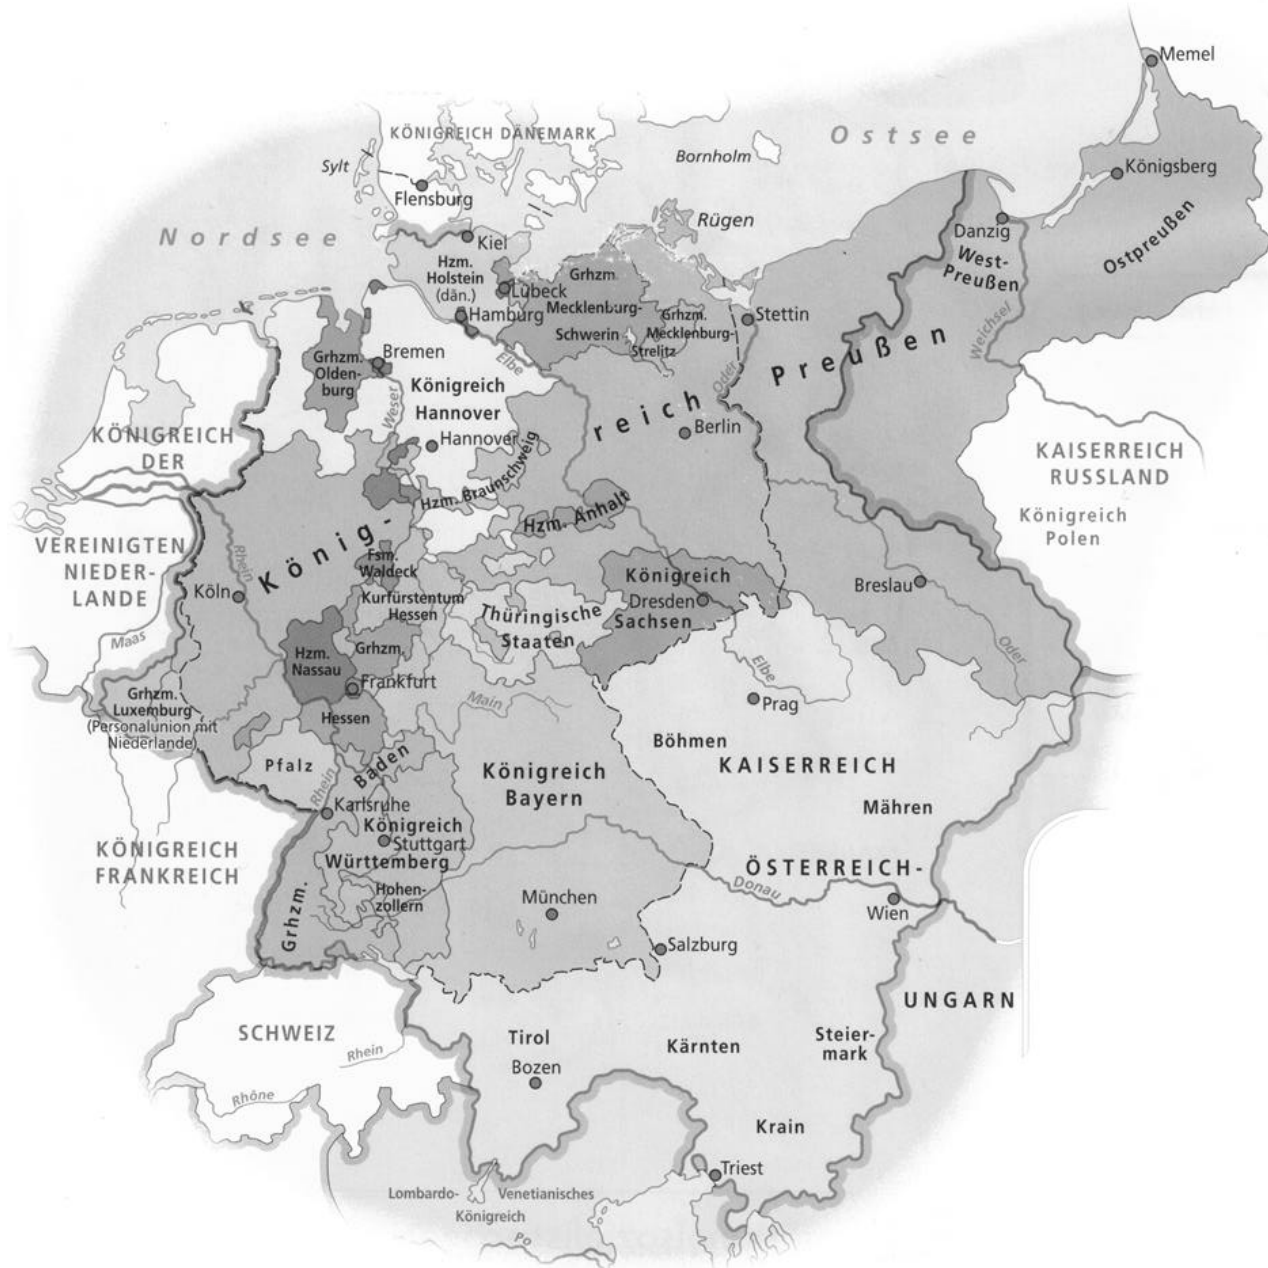 Memel
KÖNIGREICH DÄNEMARK
Ostsee
Bornholm
Sylt
Königsberg
Flensburg
Rügen
Danzig
Ostpreußen
Nordsee
Kiel
West-
Preußen
Hzm.
Holstein
(dän.)
Grhzm.
Lübeck
Mecklenburg-
Schwerin
Hamburg
Grhzm.
Mecklenburg-
Strelitz
Stettin
Weichsel
Preußen
Grhzm.
Olden-
burg
Bremen
Elbe
Oder
Königreich
Hannover
Weser
reich
Berlin
Hannover
KÖNIGREICH
DER
VEREINIGTEN
NIEDER-
LANDE
KAISERREICH
RUSSLAND
Königreich
Polen
Hzm. Braunschweig
Hzm. Anhalt
König-
Rhein
Fsm.
Waldeck
Köln
Kurfürstentum
Hessen
Königreich
Dresden
Sachsen
Breslau
Thüringische
Staaten
Maas
Oder
Hzm.
Nassau
Grhzm.
Elbe
Frankfurt
Grhzm.
Luxemburg
(Personalunion mit
Niederlande)
Hessen
Main
Prag
Böhmen
Pfalz
Baden
Rhein
Königreich
Bayern
KAISERREICH
Karlsruhe
Mähren
Königreich
Stuttgart
Württemberg
KÖNIGREICH
FRANKREICH
ÖSTERREICH-
Donau
Hohen-
zollern
München
Wien
Grhzm.
Salzburg
UNGARN
SCHWEIZ
Rhein
Tirol
Kärnten
Steier-
mark
Bozen
Rhône
Krain
Triest
Lombardo-
Venetianisches
Königreich
Po